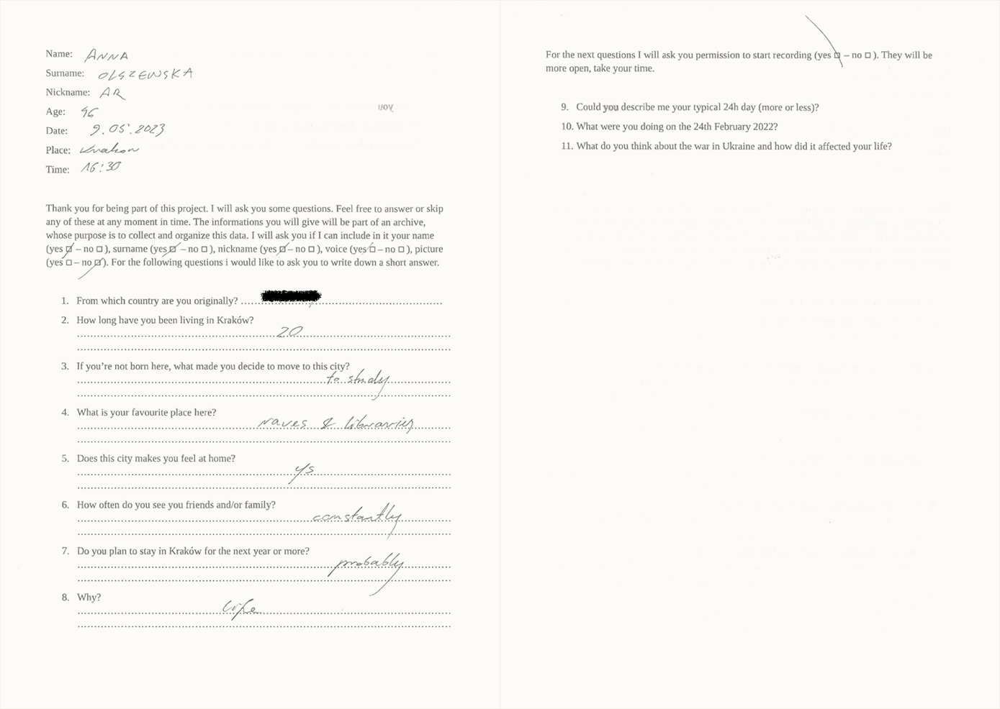 Name: ANNA
Surname: OLSZEWSKA
Nickname: AR
Age: 46
Date: 9.05.2023
Place: Krakow
Time: 16:30
Thank you for being part of this project. I will ask you some questions. Feel free to answer or skip
any of these at any moment in time. The informations you will give will be part of an archive,
whose purpose is to collect and organize this data. I will ask you if I can include in it your name
(yes ☑ – no ☐ ), surname (yes ☑ – no ☐ ), nickname (yes ☑ – no ☐ ), voice (yes ☑ – no ☐ ), picture
(yes ☐ – no ☑ ). For the following questions i would like to ask you to write down a short answer.
1. From which country are you originally?
2. How long have you been living in Kraków?
20
3. If you’re not born here, what made you decide to move to this city?
to study
4. What is your favourite place here?
raves & libraries
5. Does this city makes you feel at home?
ys
6. How often do you see you friends and/or family?
constantly
7. Do you plan to stay in Kraków for the next year or more?
probably
8. Why?
For the next questions I will ask you permission to start recording (yes ☑ – no ☐ ). They will be
more open, take your time.
9. Could you describe me your typical 24h day (more or less)?
10. What were you doing on the 24th February 2022?
11. What do you think about the war in Ukraine and how did it affected your life?